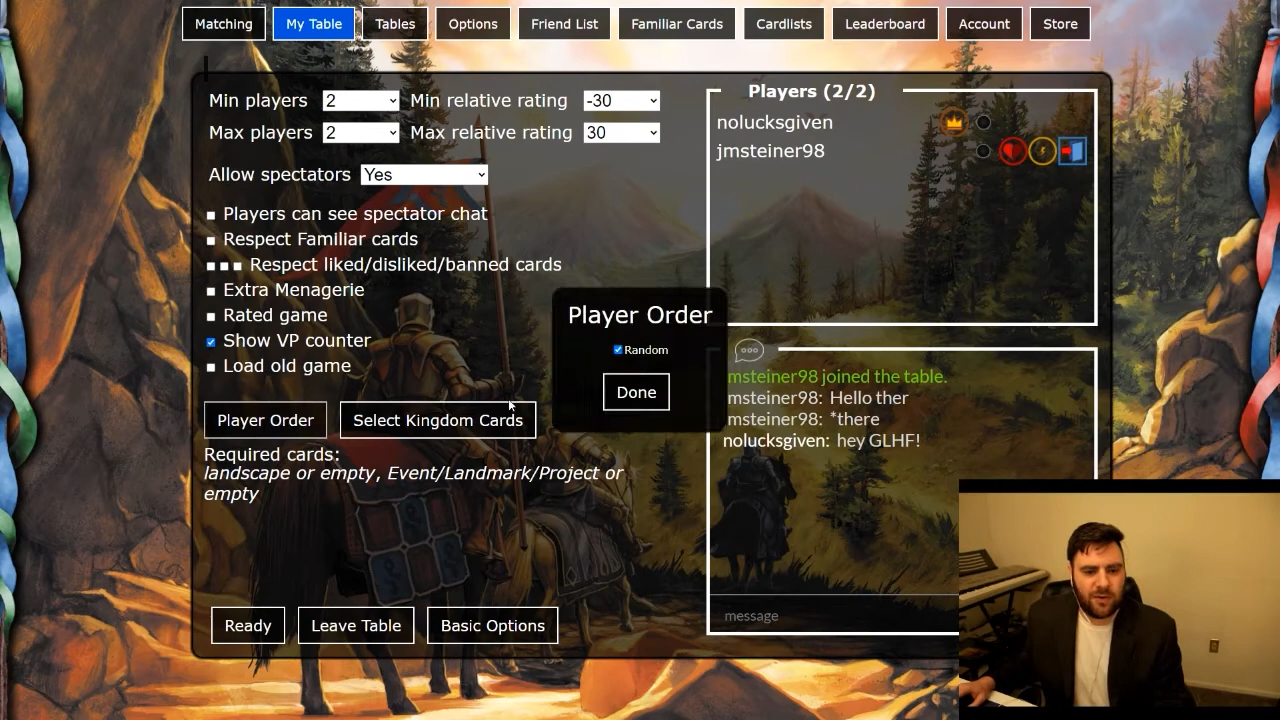 Matching
My Table
Tables
Options
Friend List
Familiar Cards
Cardlists
Leaderboard
Account
Store
Min players 2 Min relative rating -30
Max players 2 Max relative rating 30
Allow spectators Yes
Players can see spectator chat
Respect Familiar cards
Respect liked/disliked/banned cards
Extra Menagerie
Rated game
Show VP counter
Load old game
Player Order
Select Kingdom Cards
Required cards:
landscape or empty, Event/Landmark/Project or
empty
Ready
Leave Table
Basic Options
Player Order
Random
Done
Players (2/2)
nolucksgiven
jmsteiner98
msteiner98 joined the table.
msteiner98: Hello ther
msteiner98: *there
nolucksgiven: hey GLHF!
message